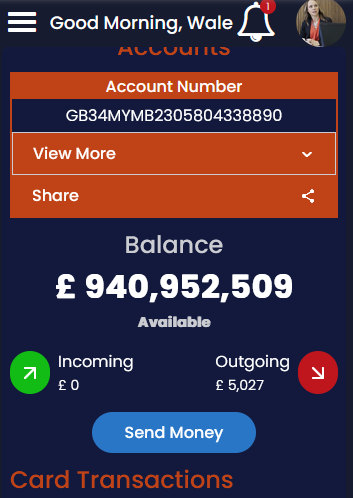 Good Morning, Wale
1
Accounts
Account Number
GB34MYMB2305804338890
View More
Share
Balance
£ 940,952,509
Available
Incoming
£ 0
Outgoing
£ 5,027
Send Money
Card Transactions